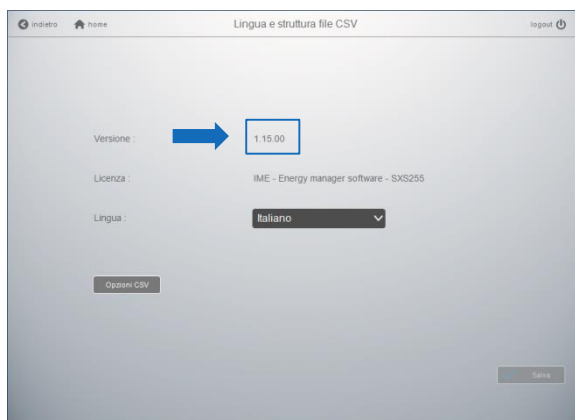 indietro home Lingua e struttura file CSV logout
Versione : 1.15.00
Licenza : IME - Energy manager software - SXS255
Lingua : Italiano
Opzioni CSV
Salva